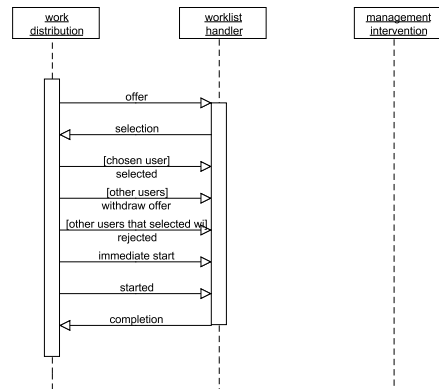 work
distribution
worklist
handler
management
intervention
offer
selection
[chosen user]
selected
[other users]
withdraw offer
[other users that selected wi]
rejected
immediate start
started
completion